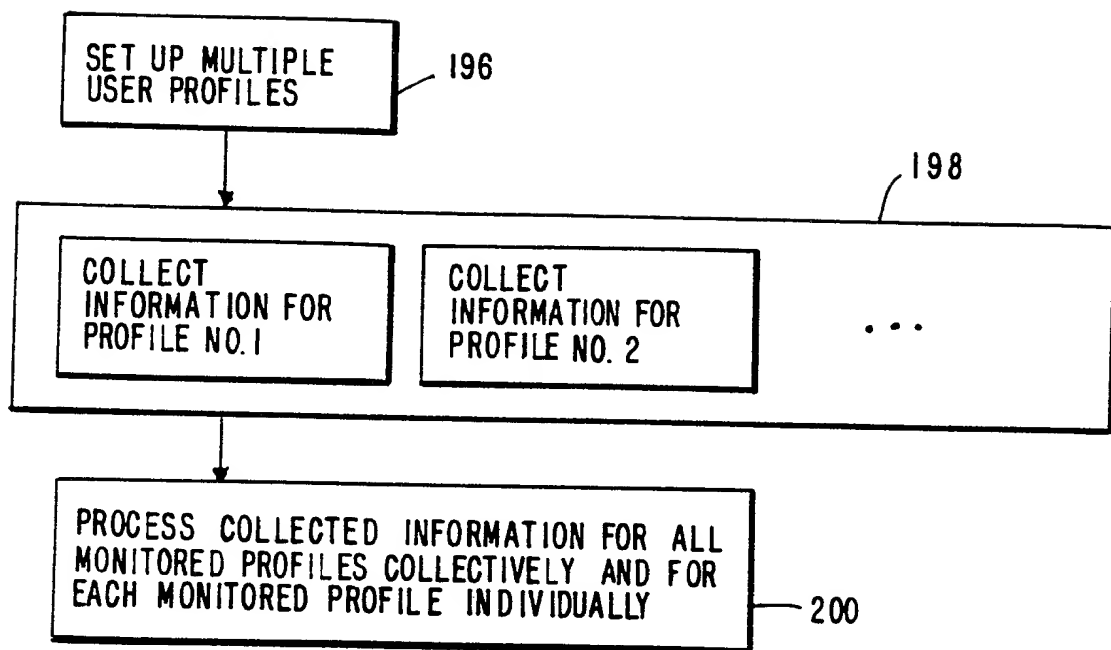 SET UP MULTIPLE
USER PROFILES
196
198
COLLECT
INFORMATION FOR
PROFILE NO. 1
COLLECT
INFORMATION FOR
PROFILE NO. 2
...
PROCESS COLLECTED INFORMATION FOR ALL
MONITORED PROFILES COLLECTIVELY AND FOR
EACH MONITORED PROFILE INDIVIDUALLY
200